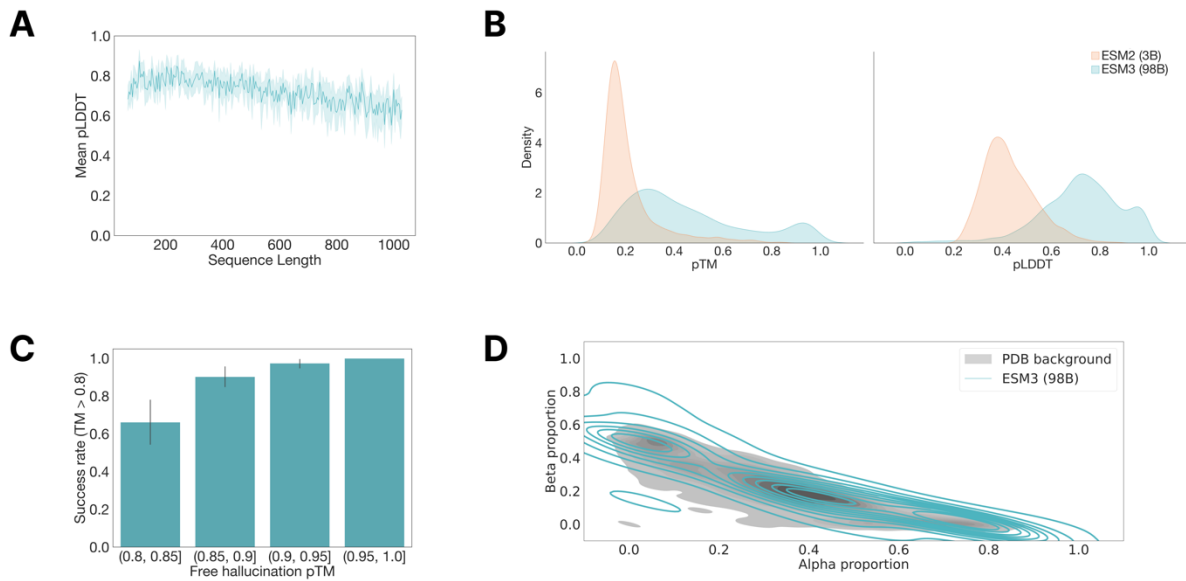 A
1.0
0.8
0.6
0.4
0.2
0.0
Mean pLDDT
200 400 600 800 1000
Sequence Length
B
ESM2 (3B)
ESM3 (98B)
6
4
2
0
Density
0.0 0.2 0.4 0.6 0.8 1.0
pTM
0.0 0.2 0.4 0.6 0.8 1.0
pLDDT
C
1.0
0.8
0.6
0.4
0.2
0.0
Success rate (TM > 0.8)
(0.8, 0.85] (0.85, 0.9] (0.9, 0.95] (0.95, 1.0]
Free hallucination pTM
D
PDB background
ESM3 (98B)
1.0
0.8
0.6
0.4
0.2
0.0
Beta proportion
0.0 0.2 0.4 0.6 0.8 1.0
Alpha proportion